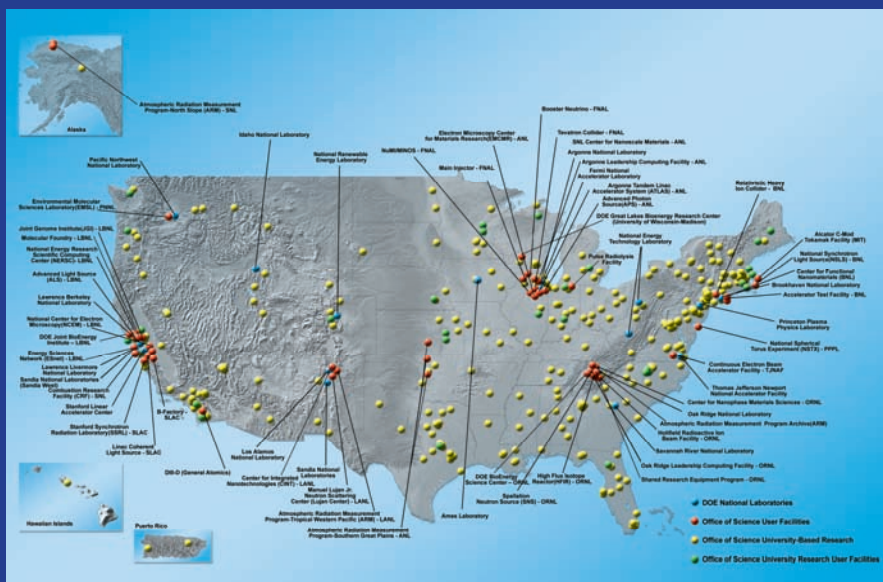 Atmospheric Radiation Measurement
Program-North Slope (ARM) - SNL
Alaska
Idaho National Laboratory
National Renewable
Energy Laboratory
Pacific Northwest
National Laboratory
Environmental Molecular
Sciences Laboratory(EMSL) - PNNL
Joint Genome Institute(JGI) - LBNL
Molecular Foundry - LBNL
National Energy Research
Scientific Computing
Center (NERSC)- LBNL
Advanced Light Source
(ALS) - LBNL
Lawrence Berkeley
National Laboratory
National Center for Electron
Microscopy(NCEM) - LBNL
DOE Joint BioEnergy
Institute - LBNL
Energy Sciences
Network (ESnet) - LBNL
Lawrence Livermore
National Laboratory
Sandia National Laboratories
(Sandia West)
Combustion Research
Facility (CRF) - SNL
Stanford Linear
Accelerator Center
Stanford Synchrotron
Radiation Laboratory(SSRL) - SLAC
Linac Coherent
Light Source - SLAC
B-Factory -
SLAC
DIII-D (General Atomics)
Los Alamos
National Laboratory
Center for Integrated
Nanotechnologies (CINT) - LANL
Sandia National
Laboratories
Manuel Lujan Jr.
Neutron Scattering
Center (Lujan Center) - LANL
Atmospheric Radiation Measurement
Program-Tropical Western Pacific (ARM) - LANL
Atmospheric Radiation Measurement
Program-Southern Great Plains - ANL
Ames Laboratory
Booster Neutrino - FNAL
Electron Microscopy Center
for Materials Research(EMCMR) - ANL
Tevatron Collider - FNAL
NuMI/MINOS - FNAL
SNL Center for Nanoscale Materials - ANL
Argonne National Laboratory
Main Injector - FNAL
Argonne Leadership Computing Facility - ANL
Fermi National
Accelerator Laboratory
Argonne Tandem Linac
Accelerator System (ATLAS) - ANL
Advanced Photon
Source(APS) - ANL
DOE Great Lakes Bioenergy Research Center
(University of Wisconsin-Madison)
National Energy
Technology Laboratory
Pulse Radiolysis
Facility
Relativistic Heavy
Ion Collider - BNL
Alcator C-Mod
Tokamak Facility (MIT)
National Synchrotron
Light Source(NSLS) - BNL
Center for Functional
Nanomaterials (BNL)
Brookhaven National Laboratory
Accelerator Test Facility - BNL
Princeton Plasma
Physics Laboratory
National Spherical
Torus Experiment (NSTX) - PPPL
Continuous Electron Beam
Accelerator Facility - TJNAF
Thomas Jefferson Newport
National Accelerator
Facility
Center for Nanophase Materials Sciences - ORNL
Oak Ridge National Laboratory
Atmospheric Radiation Measurement Program Archive(ARM)
Holifield Radioactive Ion
Beam Facility - ORNL
Savannah River National Laboratory
Oak Ridge Leadership Computing Facility - ORNL
Shared Research Equipment Program - ORNL
High Flux Isotope
Reactor(HFIR) - ORNL
DOE BioEnergy
Science Center - ORNL
Spallation
Neutron Source (SNS) - ORNL
Hawaiian Islands
Puerto Rico
DOE National Laboratories
Office of Science User Facilities
Office of Science University-Based Research
Office of Science University Research User Facilities